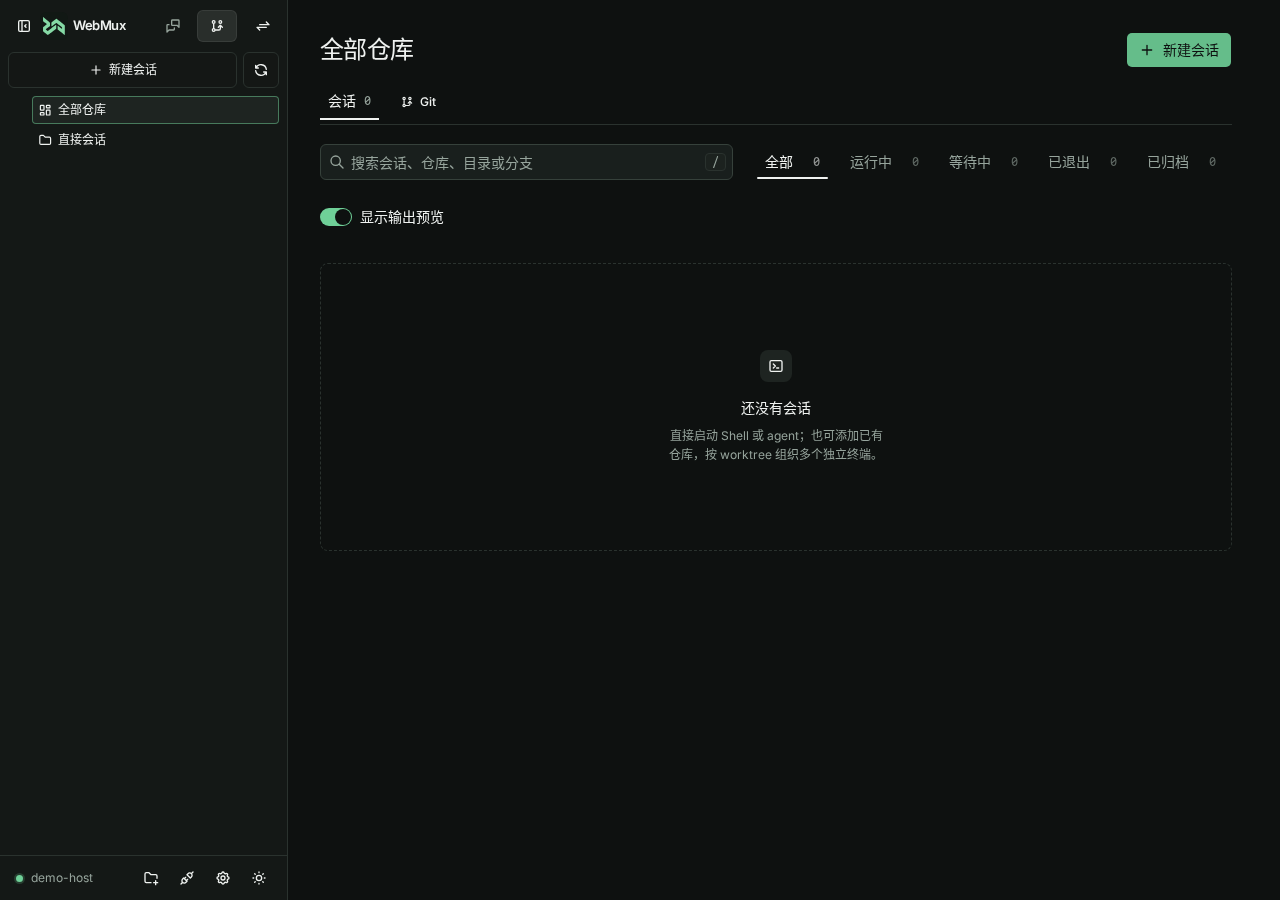 WebMux
新建会话
全部仓库
直接会话
demo-host
全部仓库
新建会话
会话 0 Git
搜索会话、仓库、目录或分支 /
全部 0 运行中 0 等待中 0 已退出 0 已归档 0
显示输出预览
还没有会话
直接启动 Shell 或 agent；也可添加已有
仓库，按 worktree 组织多个独立终端。